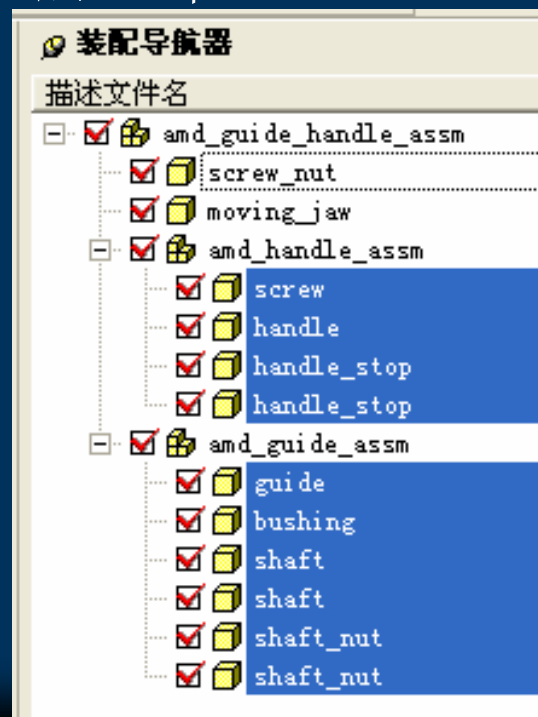 装配导航器
描述文件名
amd_guide_handle_assm
screw_nut
moving_jaw
amd_handle_assm
screw
handle
handle_stop
handle_stop
amd_guide_assm
guide
bushing
shaft
shaft
shaft_nut
shaft_nut